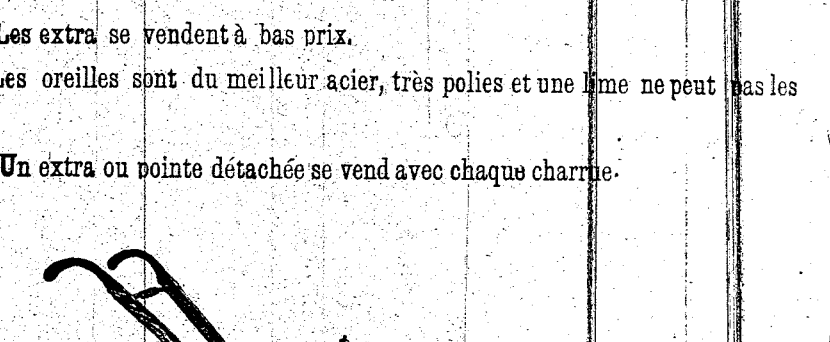 Les extra se vendent à bas prix.
Les oreilles sont du meilleur acier, très polies et une lime ne peut pas les
Un extra ou pointe détachée se vend avec chaque charrue.